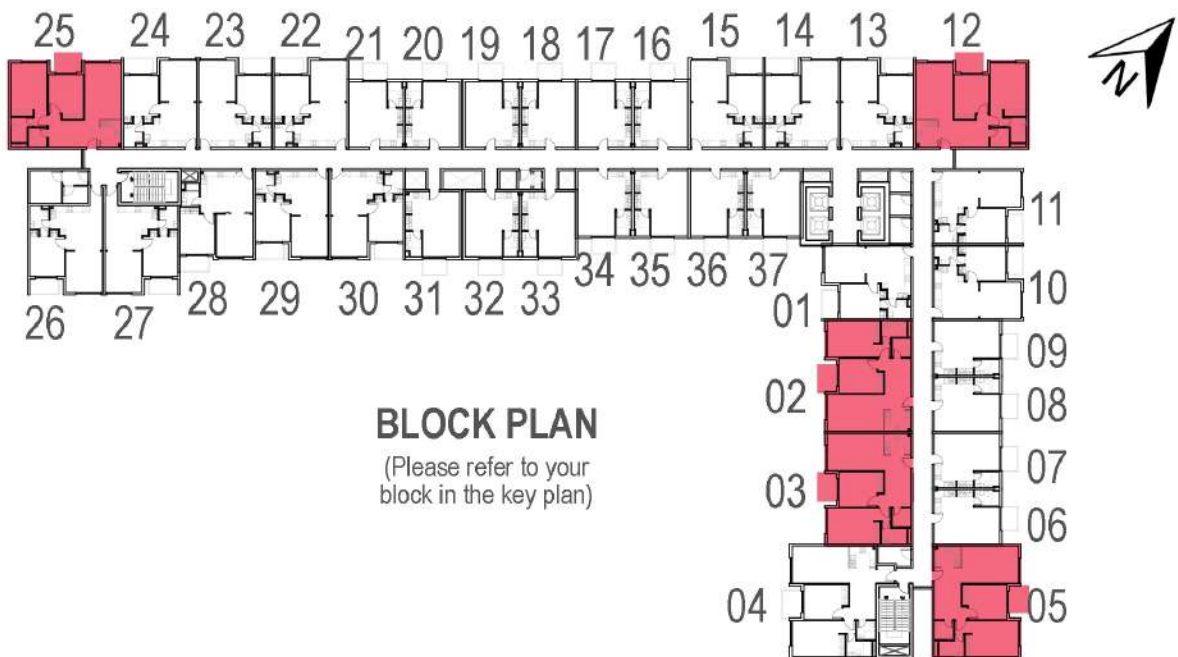 25 24 23 22 21 20 19 18 17 16 15 14 13 12
N
11
10
26 27 28 29 30 31 32 33 34 35 36 37
01
09
02
08
BLOCK PLAN
(Please refer to your
block in the key plan)
07
03
06
04
05